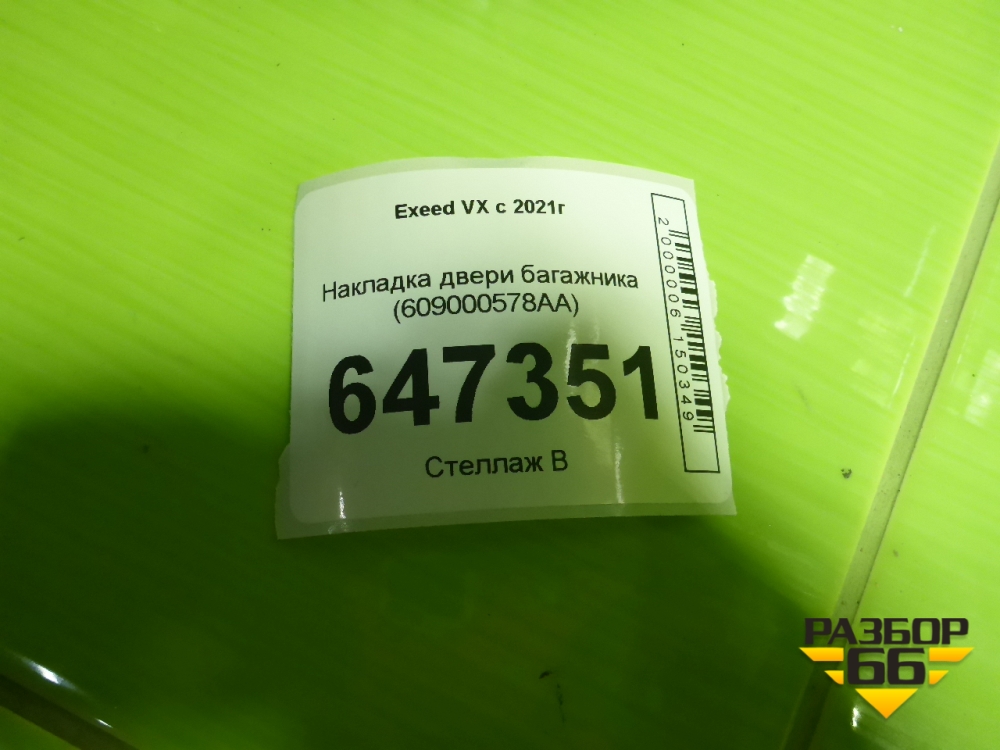 Exeed VX с 2021г
Накладка двери багажника
(609000578AA)
647351
Стеллаж В
2000006150349
РАЗБОР
66